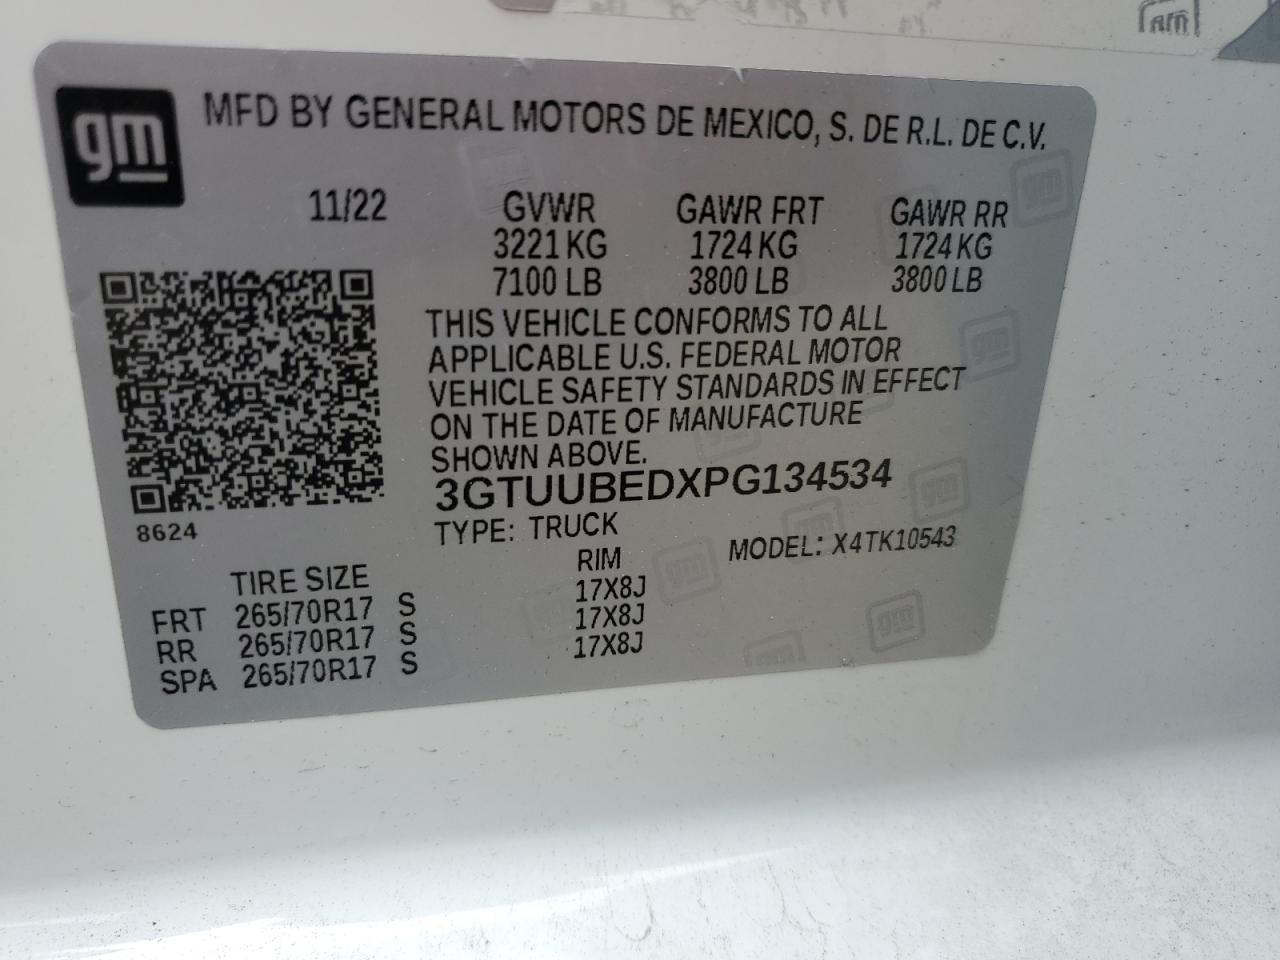 gm
MFD BY GENERAL MOTORS DE MEXICO, S. DE R.L. DE C.V.
11/22 GVWR GAWR FRT GAWR RR
3221 KG 1724 KG 1724 KG
7100 LB 3800 LB 3800 LB
THIS VEHICLE CONFORMS TO ALL
APPLICABLE U.S. FEDERAL MOTOR
VEHICLE SAFETY STANDARDS IN EFFECT
ON THE DATE OF MANUFACTURE
SHOWN ABOVE.
3GTUUBEDXPG134534
8624
TYPE: TRUCK MODEL: X4TK10543
TIRE SIZE RIM
FRT 265/70R17 S 17X8J
RR 265/70R17 S 17X8J
SPA 265/70R17 S 17X8J